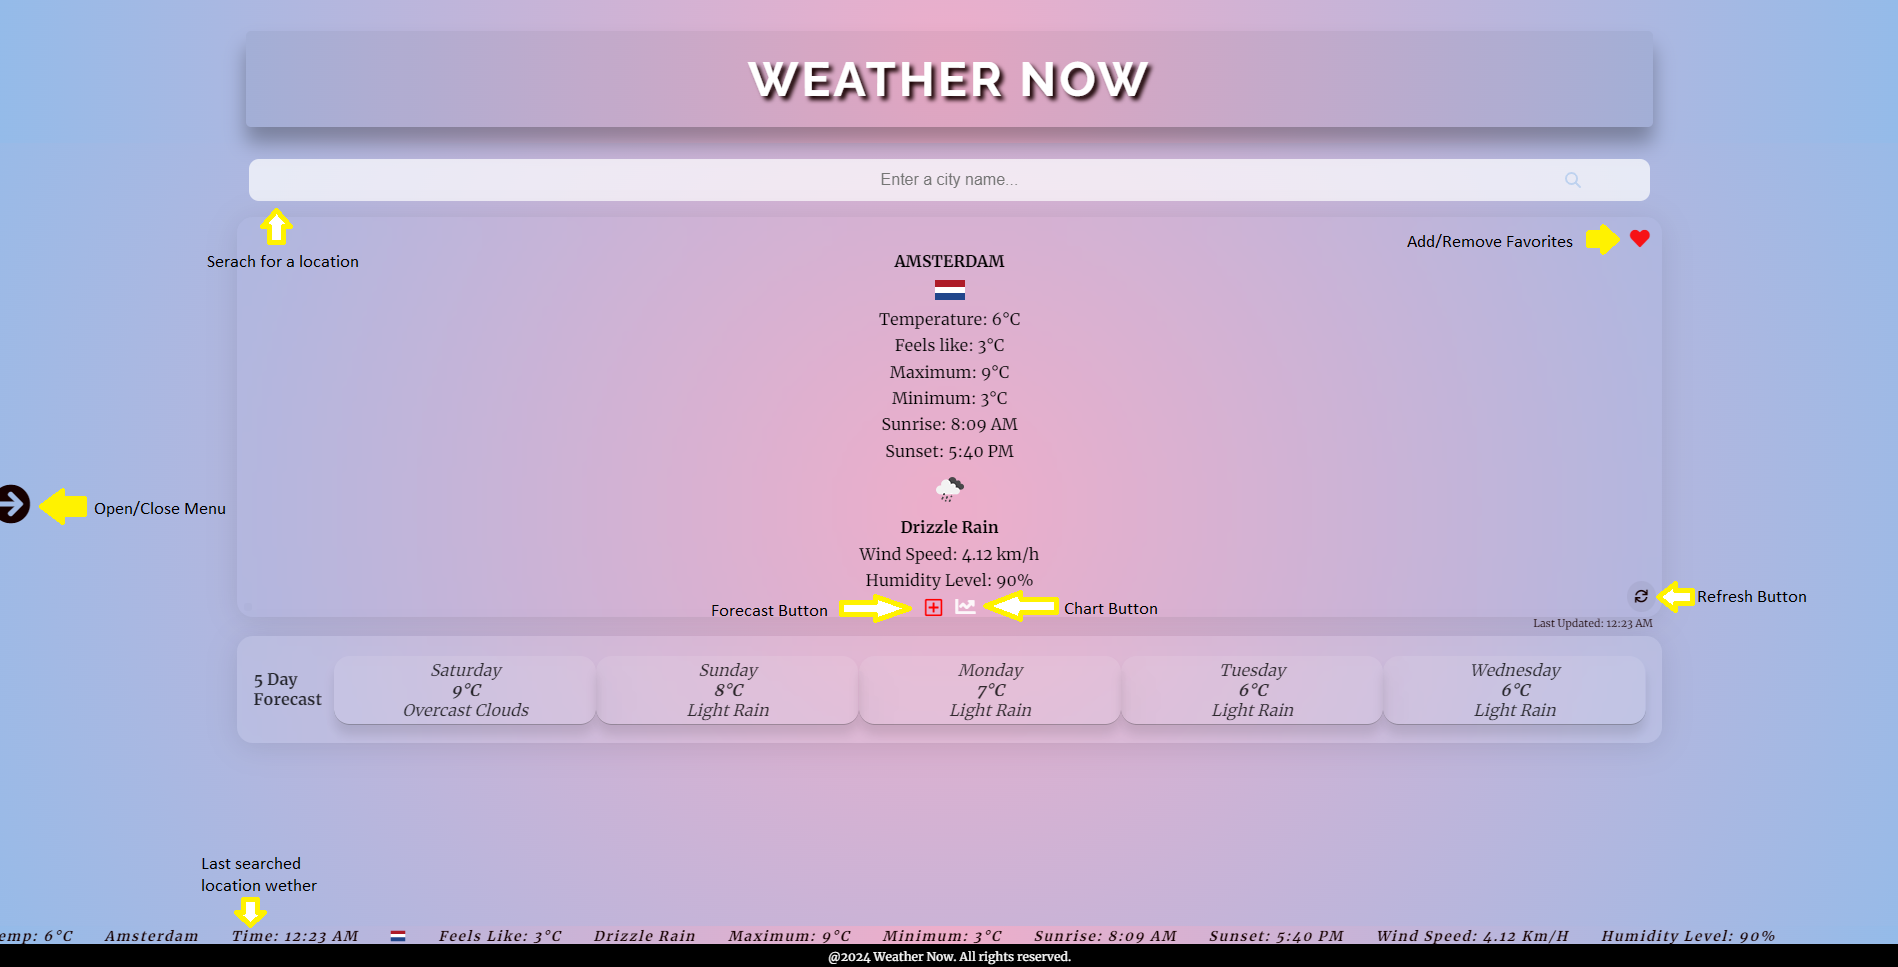 WEATHER NOW
Enter a city name...
Serach for a location
Add/Remove Favorites
AMSTERDAM
Temperature: 6°C
Feels like: 3°C
Maximum: 9°C
Minimum: 3°C
Sunrise: 8:09 AM
Sunset: 5:40 PM
Open/Close Menu
Drizzle Rain
Wind Speed: 4.12 km/h
Humidity Level: 90%
Forecast Button
Chart Button
Refresh Button
Last Updated: 12:23 AM
5 Day
Forecast
Saturday
9°C
Overcast Clouds
Sunday
8°C
Light Rain
Monday
7°C
Light Rain
Tuesday
6°C
Light Rain
Wednesday
6°C
Light Rain
Last searched
location wether
emp: 6°C Amsterdam Time: 12:23 AM Feels Like: 3°C Drizzle Rain Maximum: 9°C Minimum: 3°C Sunrise: 8:09 AM Sunset: 5:40 PM Wind Speed: 4.12 Km/H Humidity Level: 90%
@2024 Weather Now. All rights reserved.